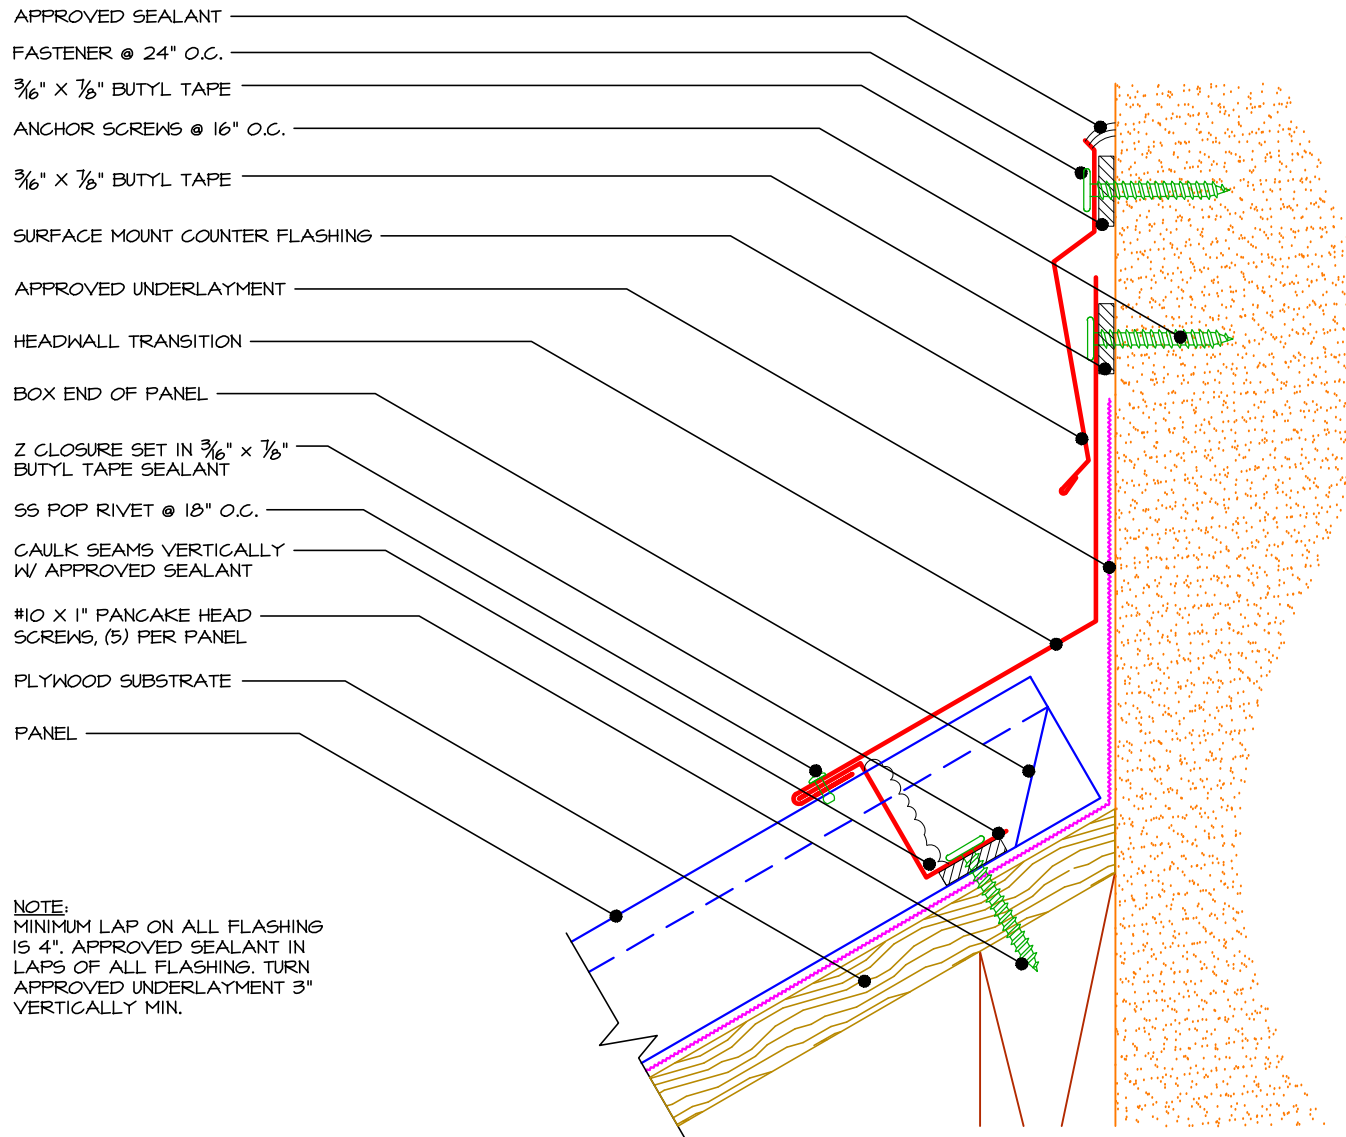 APPROVED SEALANT
FASTENER @ 24" O.C.
3/16" X 7/8" BUTYL TAPE
ANCHOR SCREWS @ 16" O.C.
3/16" X 7/8" BUTYL TAPE
SURFACE MOUNT COUNTER FLASHING
APPROVED UNDERLAYMENT
HEADWALL TRANSITION
BOX END OF PANEL
Z CLOSURE SET IN 3/16" x 7/8"
BUTYL TAPE SEALANT
SS POP RIVET @ 18" O.C.
CAULK SEAMS VERTICALLY
W/ APPROVED SEALANT
#10 X 1" PANCAKE HEAD
SCREWS, (5) PER PANEL
PLYWOOD SUBSTRATE
PANEL
NOTE:
MINIMUM LAP ON ALL FLASHING
IS 4". APPROVED SEALANT IN
LAPS OF ALL FLASHING. TURN
APPROVED UNDERLAYMENT 3"
VERTICALLY MIN.